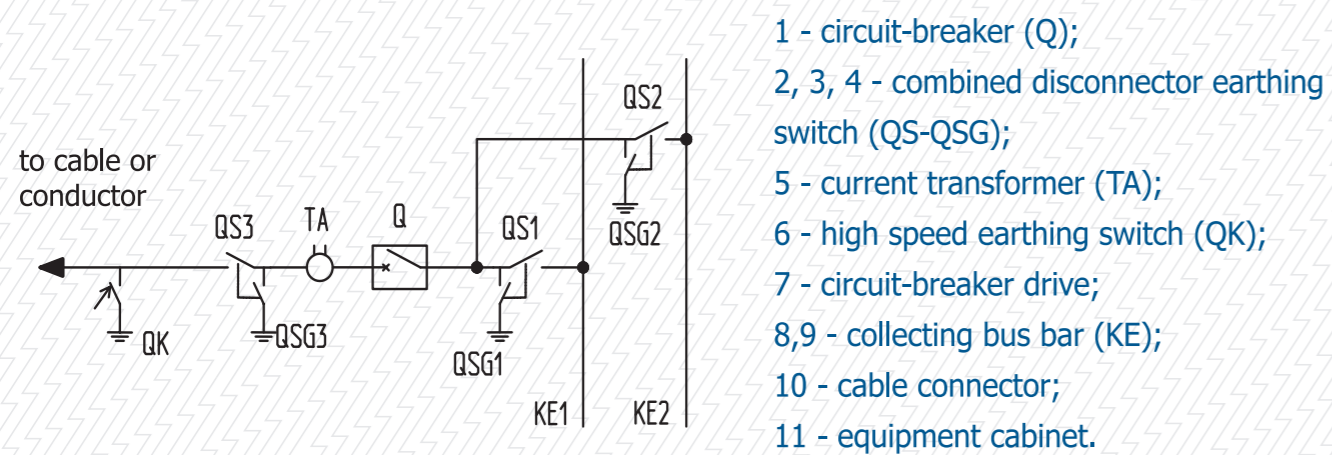 to cable or
conductor
QS3
TA
Q
QS1
QS2
QSG2
QK
QSG3
QSG1
KE1
KE2
1 - circuit-breaker (Q);
2, 3, 4 - combined disconnector earthing
switch (QS-QSG);
5 - current transformer (TA);
6 - high speed earthing switch (QK);
7 - circuit-breaker drive;
8,9 - collecting bus bar (KE);
10 - cable connector;
11 - equipment cabinet.